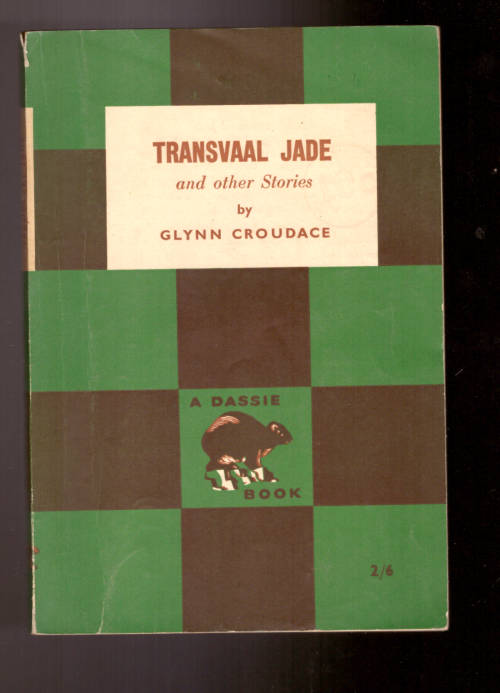 TRANSVAAL JADE
and other Stories
by
GLYNN CROUDACE
A DASSIE
BOOK
2/6